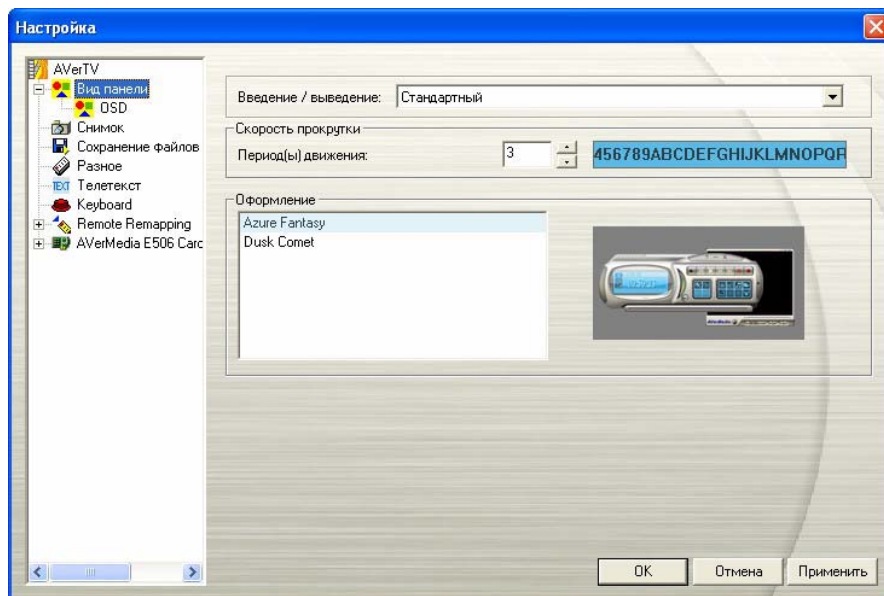 Настройка
AVerTV
Вид панели
OSD
Снимок
Сохранение файлов
Разное
TEXT Телетекст
Keyboard
Remote Remapping
AVerMedia E506 Card
Введение / выведение: Стандартный
Скорость прокрутки
Период(ы) движения: 3 456789ABCDEFGHIJKLMNOPQR
Оформление
Azure Fantasy
Dusk Comet
OK Отмена Применить